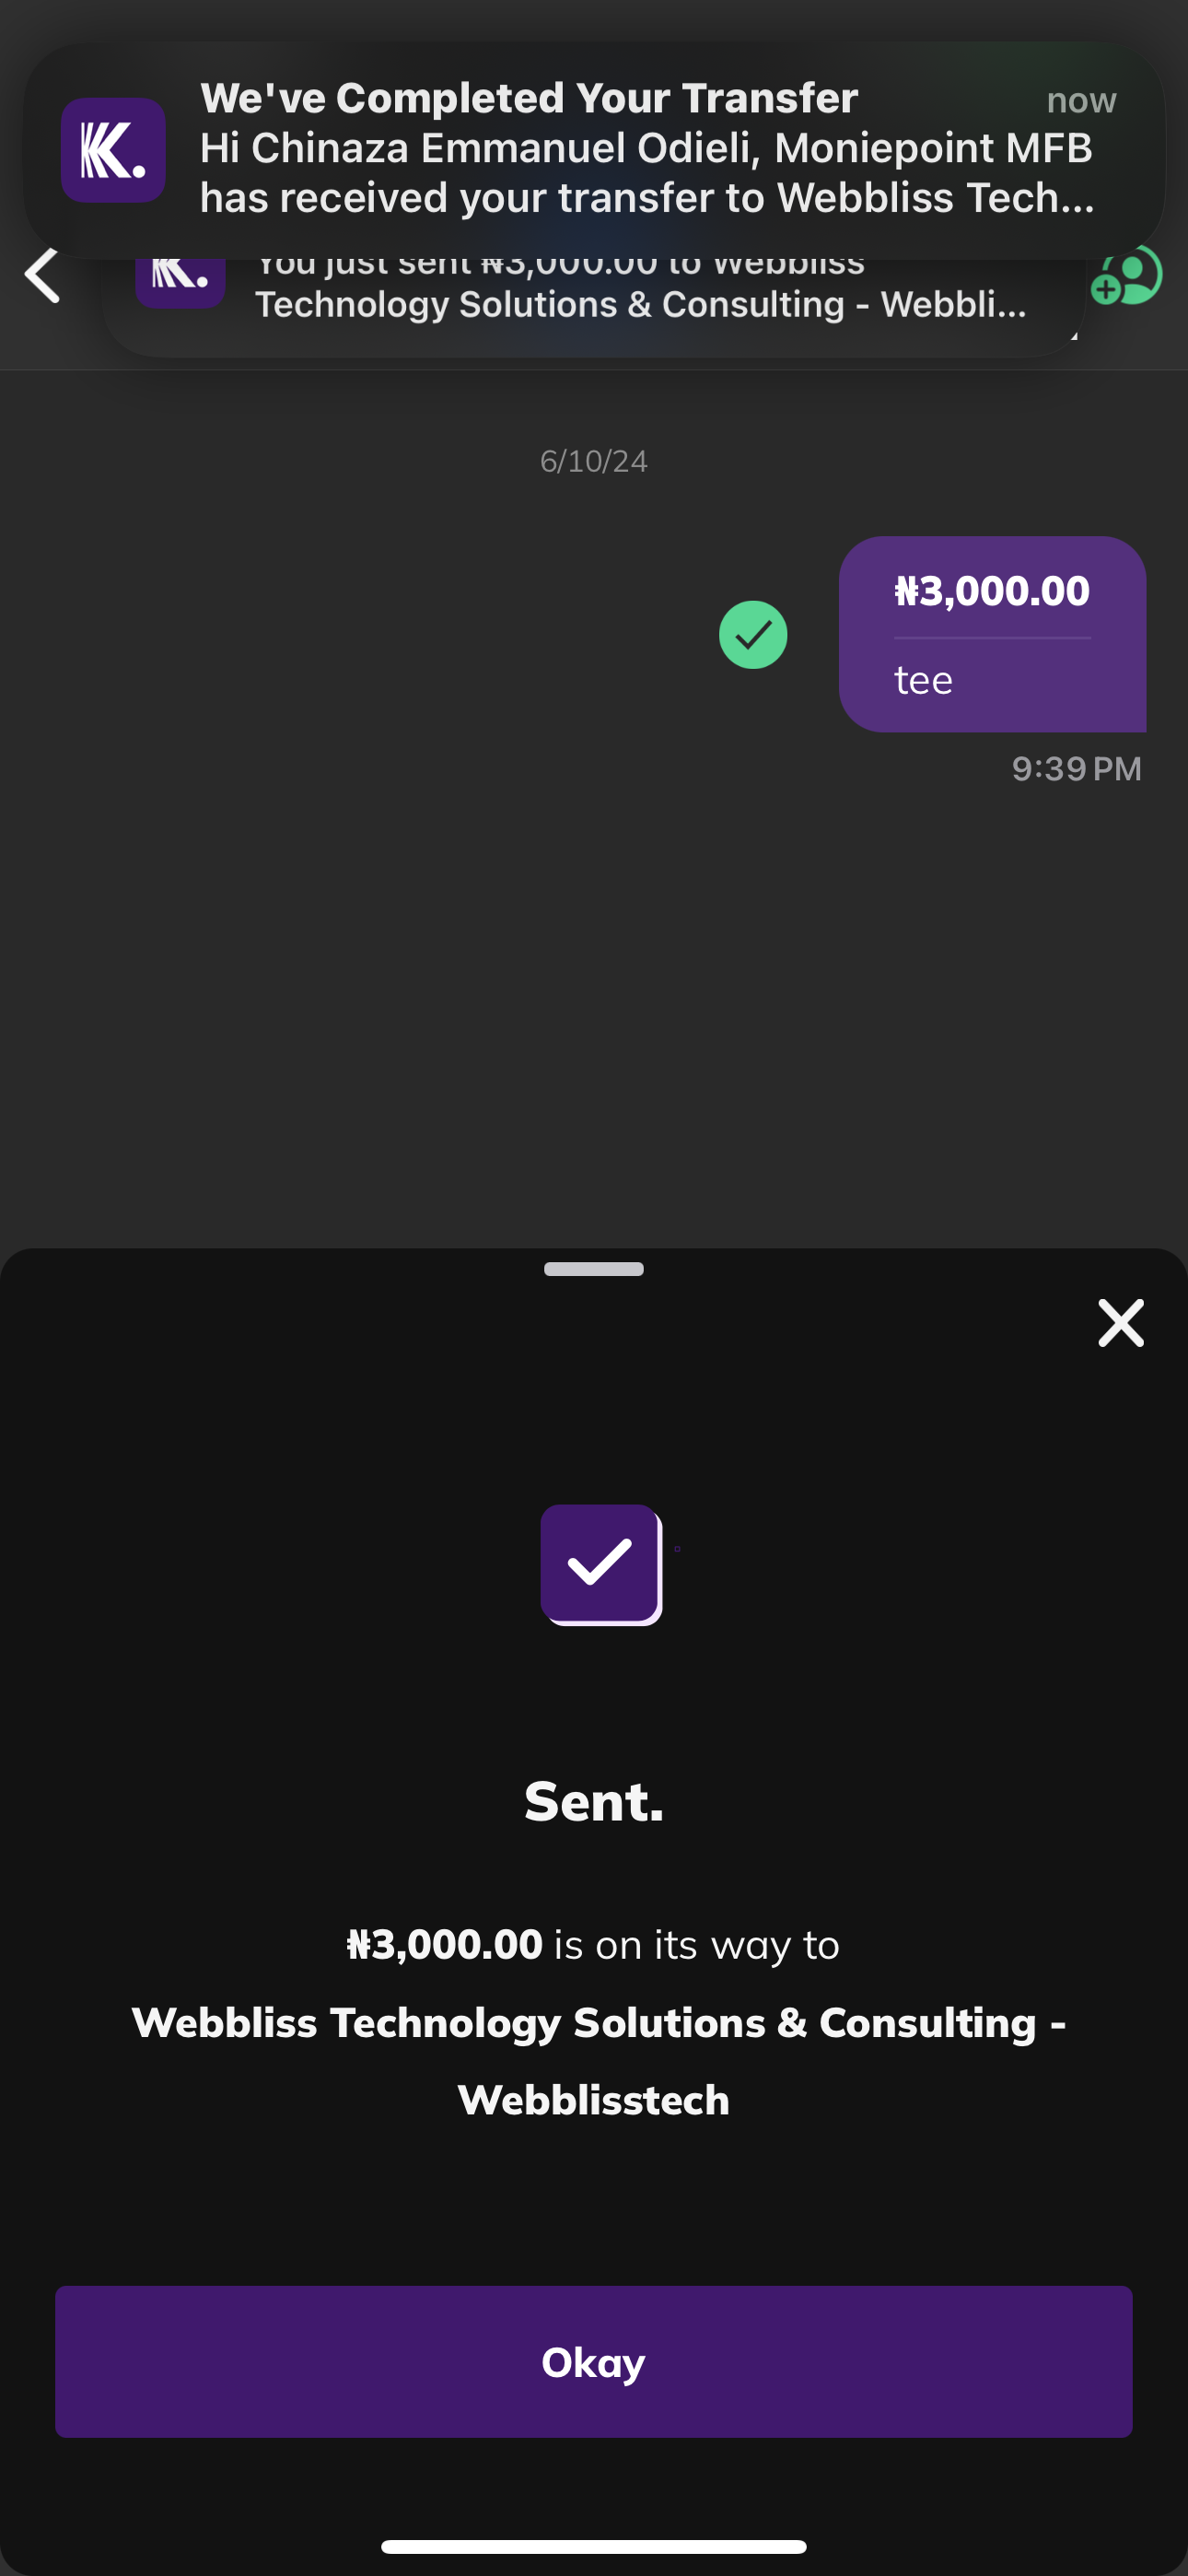 We've Completed Your Transfer
now
Hi Chinaza Emmanuel Odieli, Moniepoint MFB
has received your transfer to Webbliss Tech...
K.
K.
You just sent ₦3,000.00 to Webbliss
Technology Solutions & Consulting - Webbli...
6/10/24
₦3,000.00
tee
9:39 PM
Sent.
₦3,000.00 is on its way to
Webbliss Technology Solutions & Consulting -
Webblisstech
Okay